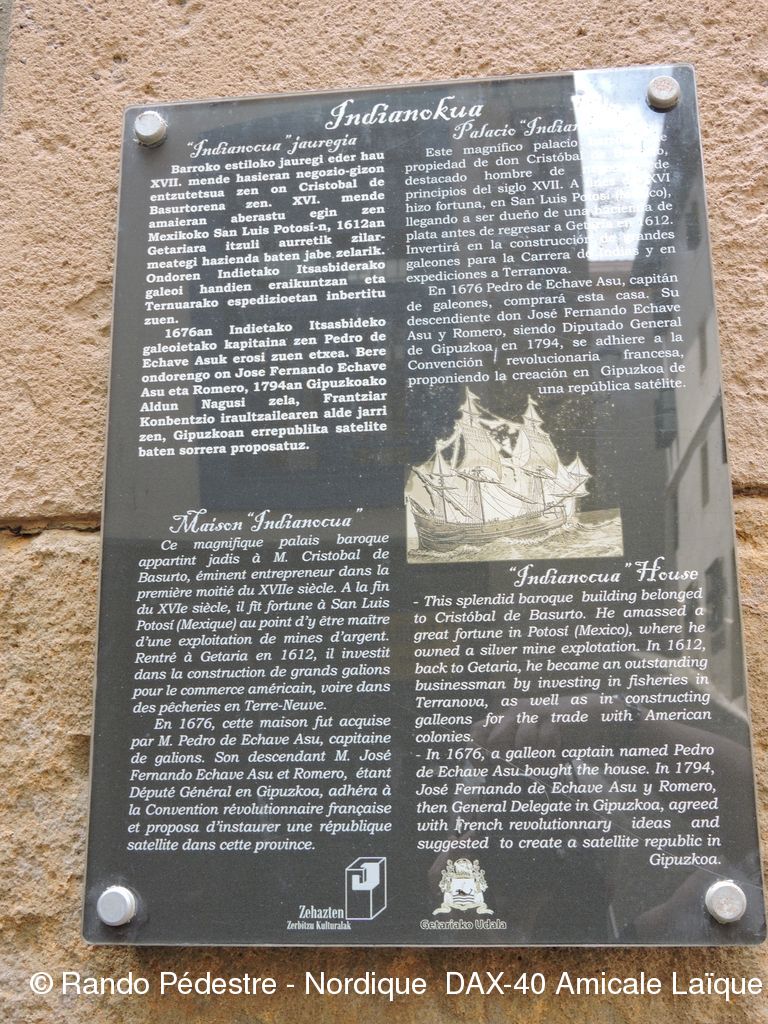 Indianokua
"Indianocua" jauregia
Barroko estiloko jauregi eder hau
XVII. mende hasieran negozio-gizon
entzutetsua zen on Cristobal de
Basurtorena zen. XVI. mende
amaieran aberastu egin zen
Mexikoko San Luis Potosí-n, 1612an
Getariara itzuli aurretik zilar-
meategi hazienda baten jabe zelarik.
Ondoren Indietako Itsasbiderako
galeoi handien eraikuntzan eta
Ternuarako espedizioetan inbertitu
zuen.
1676an Indietako Itsasbideko
galeoietako kapitaina zen Pedro de
Echave Asuk erosi zuen etxea. Bere
ondorengo on Jose Fernando Echave
Asu eta Romero, 1794an Gipuzkoako
Aldun Nagusi zela, Frantziar
Konbentzio iraultzailearen alde jarri
zen, Gipuzkoan errepublika satelite
baten sorrera proposatuz.
Palacio "Indian
Este magnífico palacio
propiedad de don Cristóbal
destacado hombre de de
principios del siglo XVII. A XVI
hizo fortuna, en San Luis Potosí
llegando a ser dueño de una hacienda de
plata antes de regresar a Getaria en 1612.
Invertirá en la construcción de grandes
galeones para la Carrera de Indias y en
expediciones a Terranova.
En 1676 Pedro de Echave Asu, capitán
de galeones, comprará esta casa. Su
descendiente don José Fernando Echave
Asu y Romero, siendo Diputado General
de Gipuzkoa en 1794, se adhiere a la
Convención revolucionaria francesa,
proponiendo la creación en Gipuzkoa de
una república satélite.
Maison "Indianocua"
Ce magnifique palais baroque
appartint jadis à M. Cristobal de
Basurto, éminent entrepreneur dans la
première moitié du XVIIe siècle. A la fin
du XVIe siècle, il fit fortune à San Luis
Potosí (Mexique) au point d'y être maître
d'une exploitation de mines d'argent.
Rentré à Getaria en 1612, il investit
dans la construction de grands galions
pour le commerce américain, voire dans
des pêcheries en Terre-Neuve.
En 1676, cette maison fut acquise
par M. Pedro de Echave Asu, capitaine
de galions. Son descendant M. José
Fernando Echave Asu et Romero, étant
Député Général en Gipuzkoa, adhéra à
la Convention révolutionnaire française
et proposa d'instaurer une république
satellite dans cette province.
"Indianocua" House
- This splendid baroque building belonged
to Cristóbal de Basurto. He amassed a
great fortune in Potosí (Mexico), where he
owned a silver mine explotation. In 1612,
back to Getaria, he became an outstanding
businessman by investing in fisheries in
Terranova, as well as in constructing
galleons for the trade with American
colonies.
- In 1676, a galleon captain named Pedro
de Echave Asu bought the house. In 1794,
José Fernando de Echave Asu y Romero,
then General Delegate in Gipuzkoa, agreed
with French revolutionnary ideas and
suggested to create a satellite republic in
Gipuzkoa.
Zehazten
Zerbitzu Kulturalak
Getariako Udala
© Rando Pédestre - Nordique DAX-40 Amicale Laïque